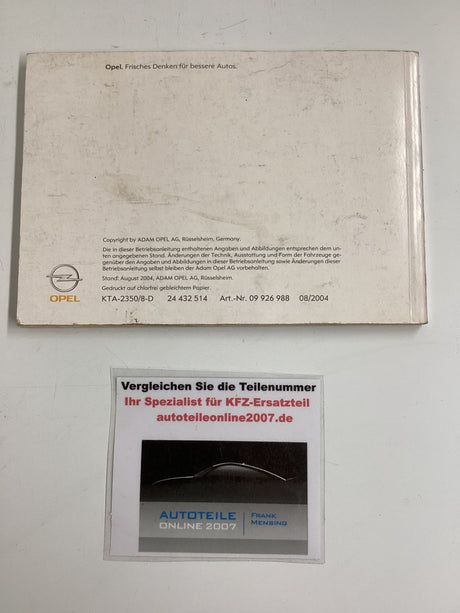 Opel. Frisches Denken für bessere Autos.
Copyright by ADAM OPEL AG, Rüsselsheim, Germany.
Die in dieser Betriebsanleitung enthaltenen Angaben und Abbildungen entsprechen dem un-
ten angegebenen Stand. Änderungen der Technik, Ausstattung und Form der Fahrzeuge ge-
genüber den Angaben und Abbildungen in dieser Betriebsanleitung sowie Änderungen dieser
Betriebsanleitung selbst bleiben der Adam Opel AG vorbehalten.
Stand: August 2004, ADAM OPEL AG, Rüsselsheim.
Gedruckt auf chlorfrei gebleichtem Papier.
OPEL KTA-2350/8-D 24 432 514 Art.-Nr. 09 926 988 08/2004
Vergleichen Sie die Teilenummer
Ihr Spezialist für KFZ-Ersatzteil
autoteileonline2007.de
AUTOTEILE
ONLINE 2007
FRANK
MENSING